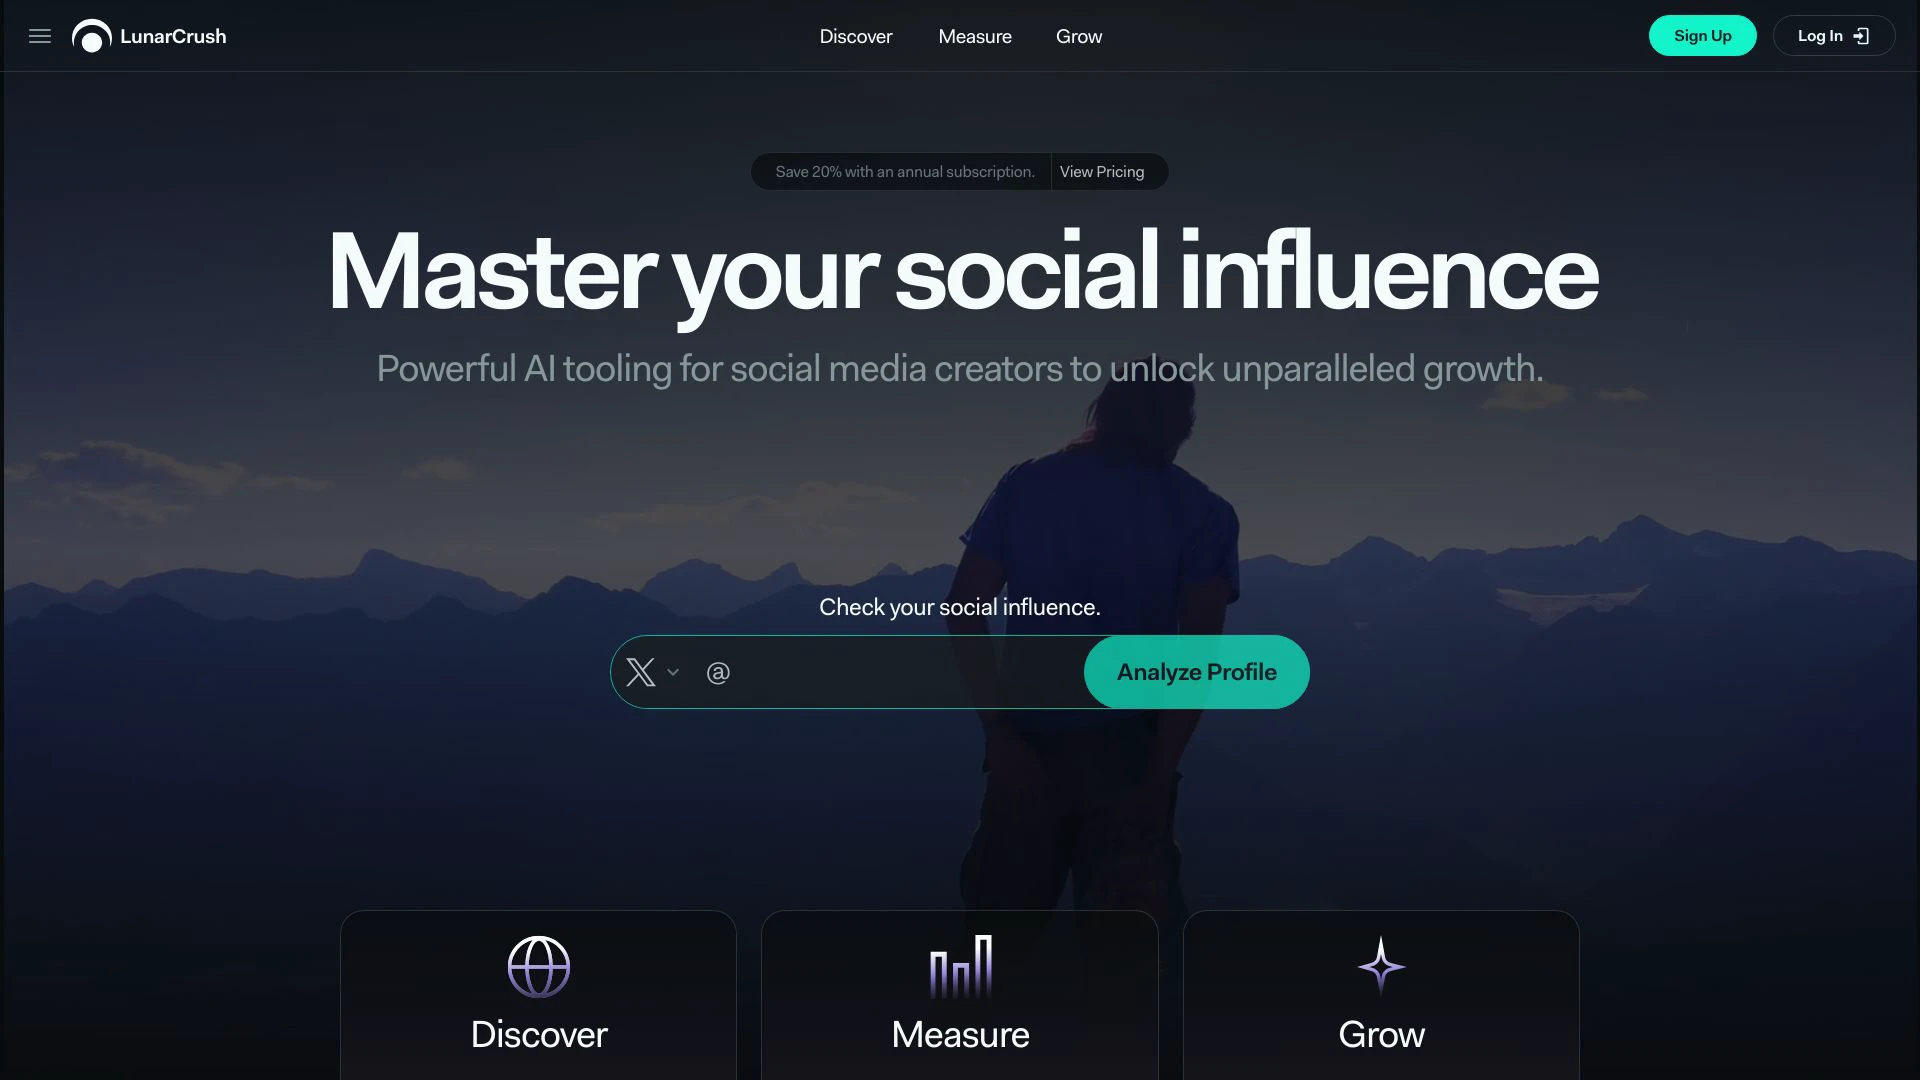 LunarCrush
Discover
Measure
Grow
Sign Up
Log In
Save 20% with an annual subscription.
View Pricing
Master your social influence
Powerful AI tooling for social media creators to unlock unparalleled growth.
Check your social influence.
@
Analyze Profile
Discover
Measure
Grow